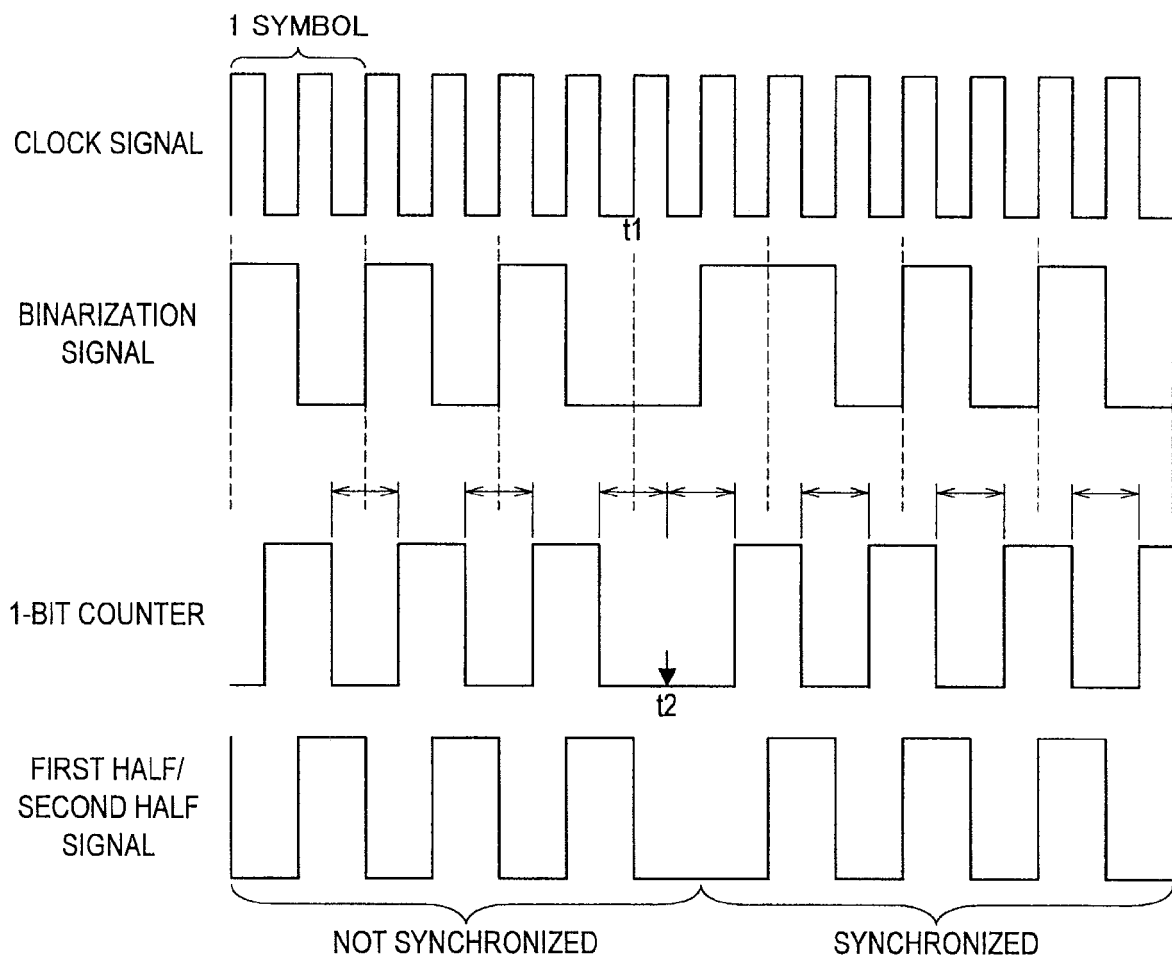 1 SYMBOL
CLOCK SIGNAL
t1
BINARIZATION
SIGNAL
1-BIT COUNTER
t2
FIRST HALF/
SECOND HALF
SIGNAL
NOT SYNCHRONIZED
SYNCHRONIZED